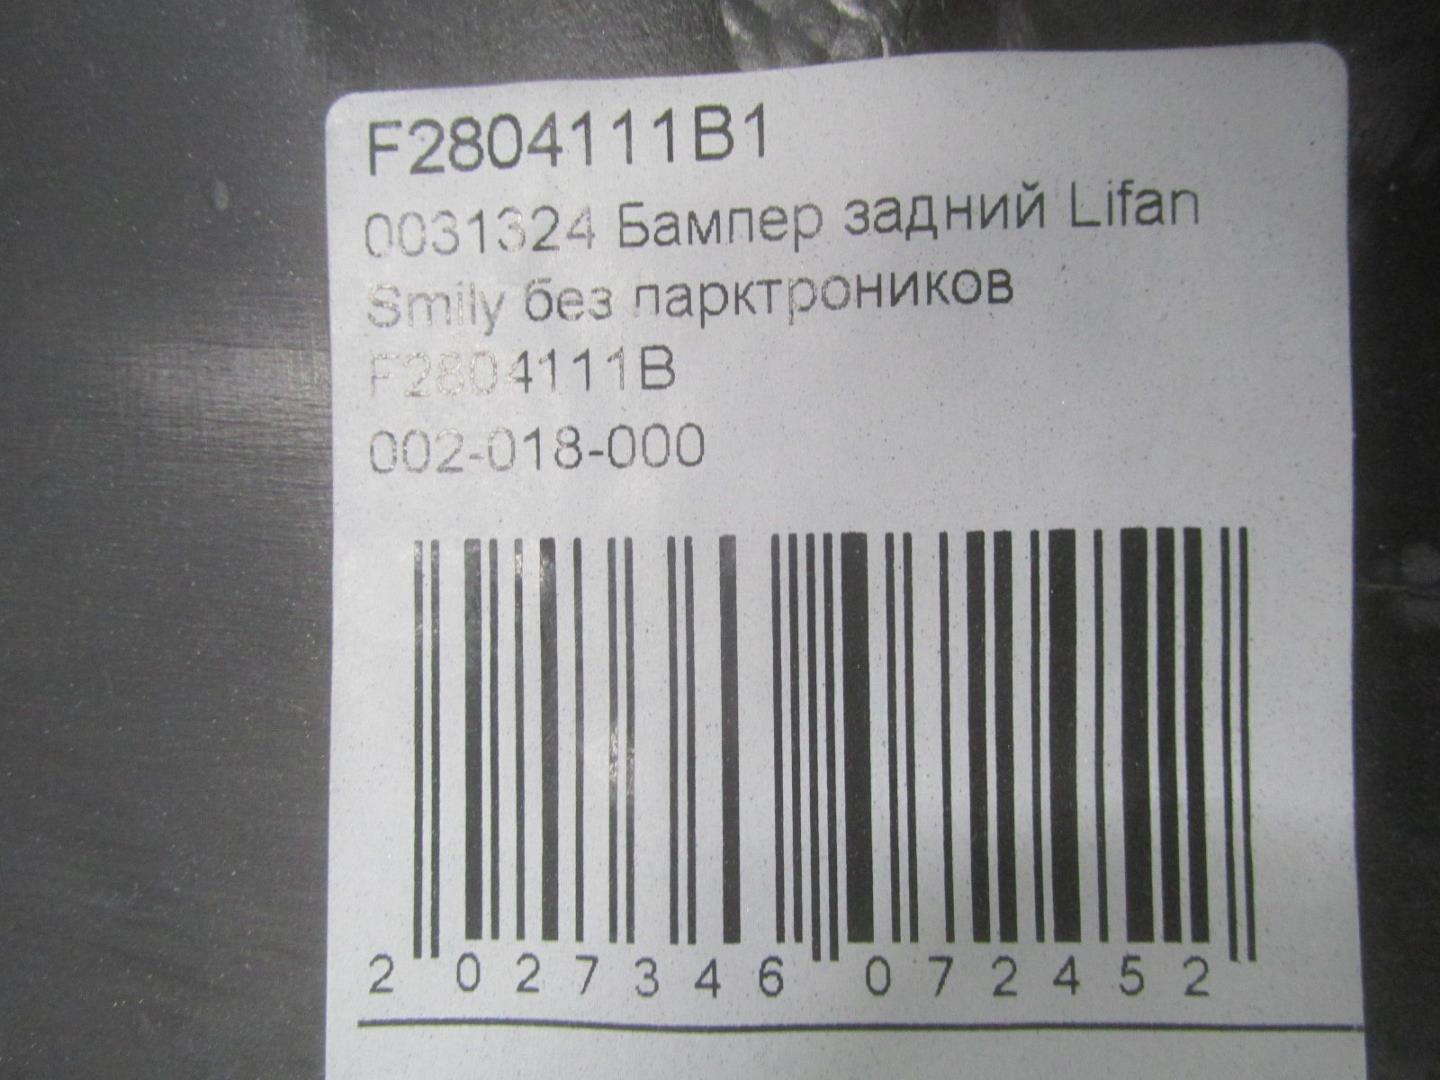 F2804111B1
0031324 Бампер задний Lifan
Smily без парктроников
F2804111B
002-018-000
2 027346 072452